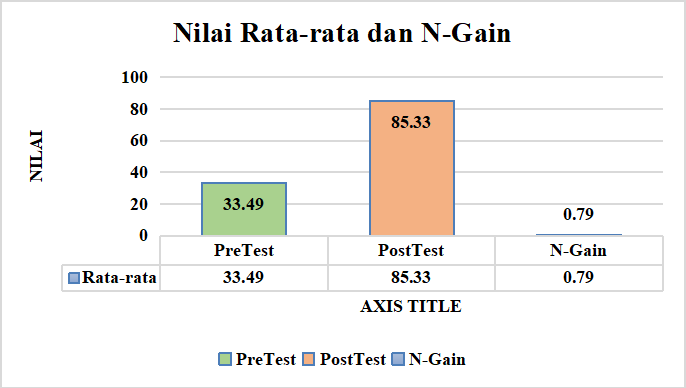 Nilai Rata-rata dan N-Gain
NILAI
100
80
60
40
20
0
33.49
85.33
0.79
PreTest PostTest N-Gain
Rata-rata 33.49 85.33 0.79
AXIS TITLE
PreTest PostTest N-Gain